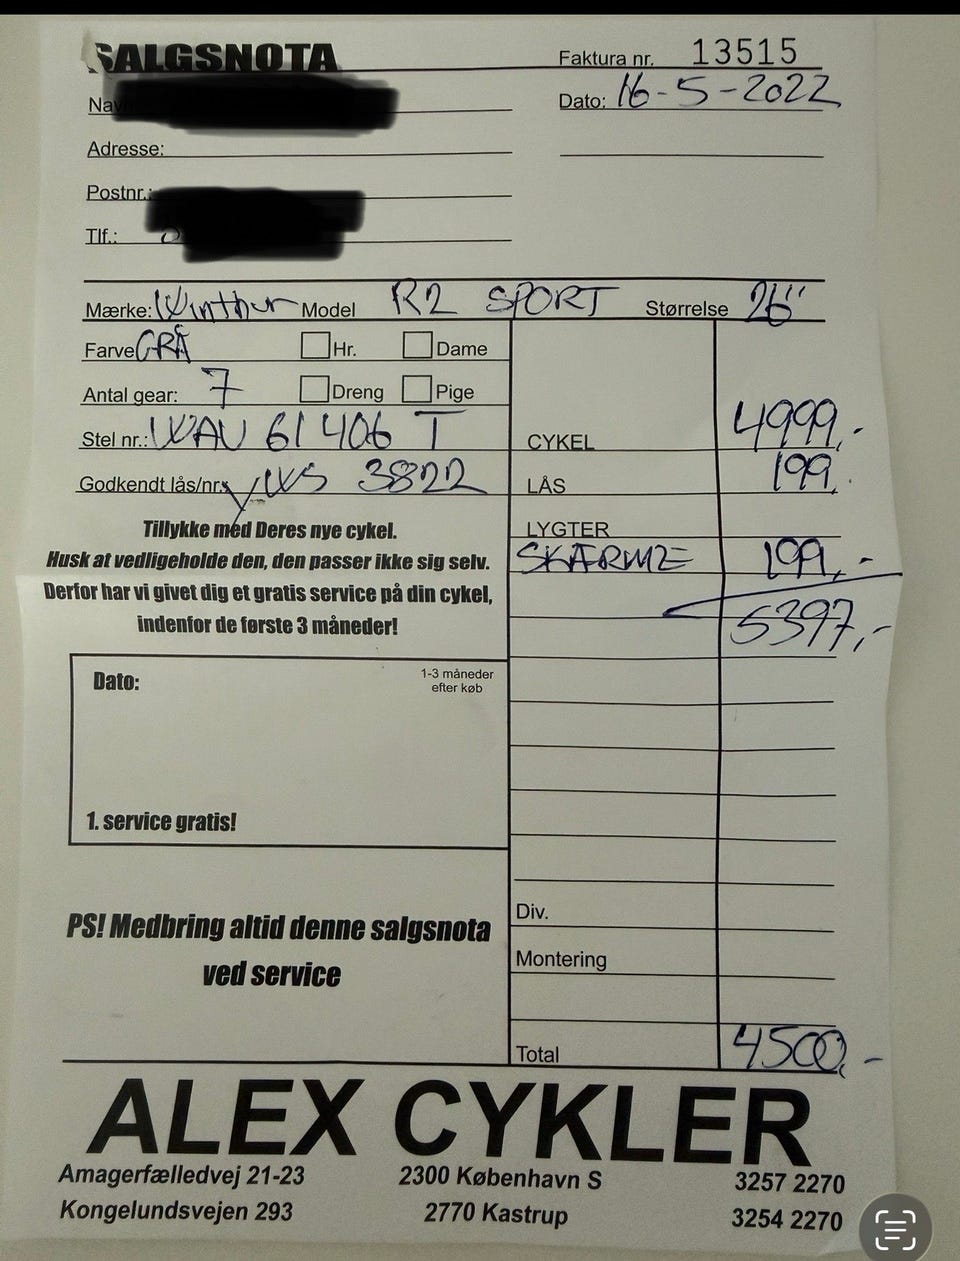 SALGSNOTA
Faktura nr. 13515
Dato: 16-5-2022
Adresse:
Postnr.:
Tlf.:
Mærke: Winthur Model R2 SPORT Størrelse 26"
Farve GRÅ Hr. Dame
Antal gear: 7 Dreng Pige
Stel nr.: WAU 61406 T
CYKEL 4999,-
Godkendt lås/nr.
3822
LÅS 199,-
LYGTER
SKÆRME 199,-
5397,-
Tillykke med Deres nye cykel.
Husk at vedligeholde den, den passer ikke sig selv.
Derfor har vi givet dig et gratis service på din cykel,
indenfor de første 3 måneder!
Dato:
1-3 måneder
efter køb
1. service gratis!
PS! Medbring altid denne salgsnota
ved service
Div.
Montering
Total 4500,-
ALEX CYKLER
Amagerfælledvej 21-23 2300 København S 3257 2270
Kongelundsvejen 293 2770 Kastrup 3254 2270